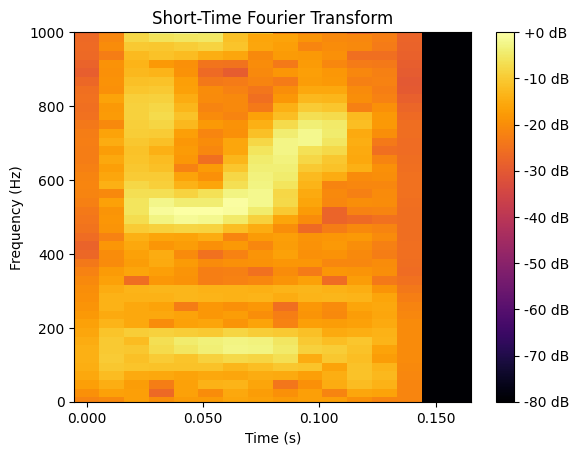 Short-Time Fourier Transform
1000
800
600
400
200
0
Frequency (Hz)
0.000
0.050
0.100
0.150
Time (s)
+0 dB
-10 dB
-20 dB
-30 dB
-40 dB
-50 dB
-60 dB
-70 dB
-80 dB